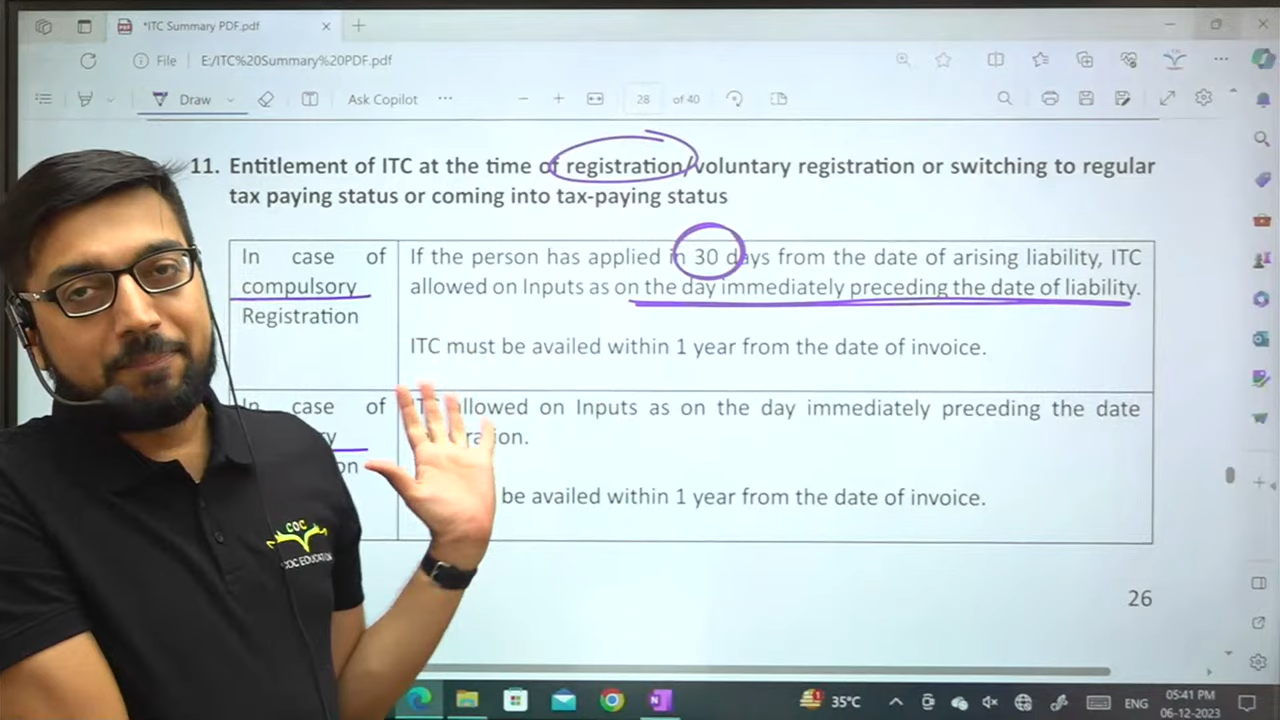 *ITC Summary PDF.pdf
File E:/ITC%20Summary%20PDF.pdf
Draw Ask Copilot 28 of 40
11. Entitlement of ITC at the time of registration/voluntary registration or switching to regular
tax paying status or coming into tax-paying status
In case of
compulsory
Registration
If the person has applied in 30 days from the date of arising liability, ITC
allowed on Inputs as on the day immediately preceding the date of liability.
ITC must be availed within 1 year from the date of invoice.
In case of
allowed on Inputs as on the day immediately preceding the date
be availed within 1 year from the date of invoice.
26
COC
COC EDUCATION
35°C
ENG
05:41 PM
06-12-2023